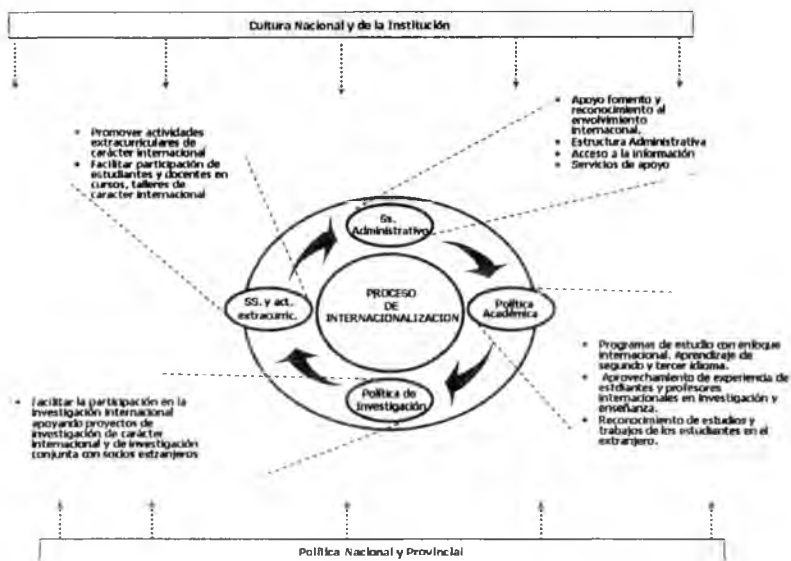 Cultura Nacional y de la Institución
• Promover actividades
extracurriculares de
carácter internacional
• Facilitar participación de
estudiantes y docentes en
cursos, talleres de
caracter internacional
• Apoyo fomento y
reconocimiento al
envolvimiento
internaconal.
• Estructura Administrativa
• Acceso a la información
• Servicios de apoyo
Ss.
Administrativo
SS. y act.
extracurric.
PROCESO
DE
INTERNACIONALIZACION
Política
Académica
Política de
Investigación
• Programas de estudio con enfoque
internacional. Aprendizaje de
segundo y tercer idioma.
• Aprovechamiento de experiencia de
estdiantes y profesores
internacionales en investigación y
enseñanza.
• Reconocimiento de estudios y
trabajos de los estudiantes en el
extranjero.
• Facilitar la participación en la
investigación internacional
apoyando proyectos de
investigación de carácter
internacional y de investigación
conjunta con socios extranjeros
Política Nacional y Provincial